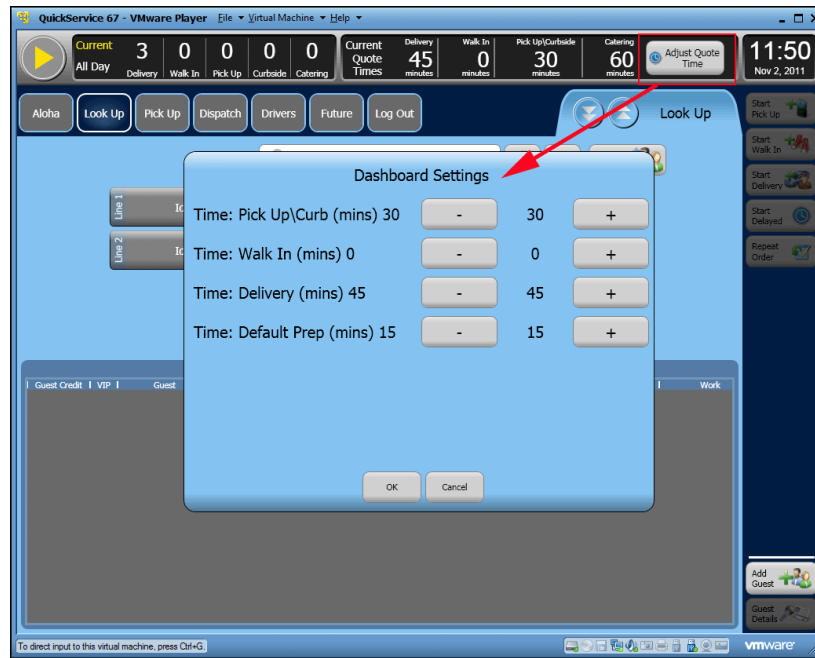 QuickService 67 - VMware Player File Virtual Machine Help
Current
All Day
3 Delivery
0 Walk In
0 Pick Up
0 Curbside
0 Catering
Current Quote Times
Delivery 45 minutes
Walk In 0 minutes
Pick Up\Curbside 30 minutes
Catering 60 minutes
Adjust Quote Time
11:50
Nov 2, 2011
Aloha Look Up Pick Up Dispatch Drivers Future Log Out
Look Up
Start Pick Up
Start Walk In
Start Delivery
Start Delayed
Repeat Order
Line 1
Line 2
Dashboard Settings
Time: Pick Up\Curb (mins) 30 - 30 +
Time: Walk In (mins) 0 - 0 +
Time: Delivery (mins) 45 - 45 +
Time: Default Prep (mins) 15 - 15 +
OK Cancel
Guest Credit VIP Guest Work
Add Guest
Guest Details
To direct input to this virtual machine, press Ctrl+G.
vmware